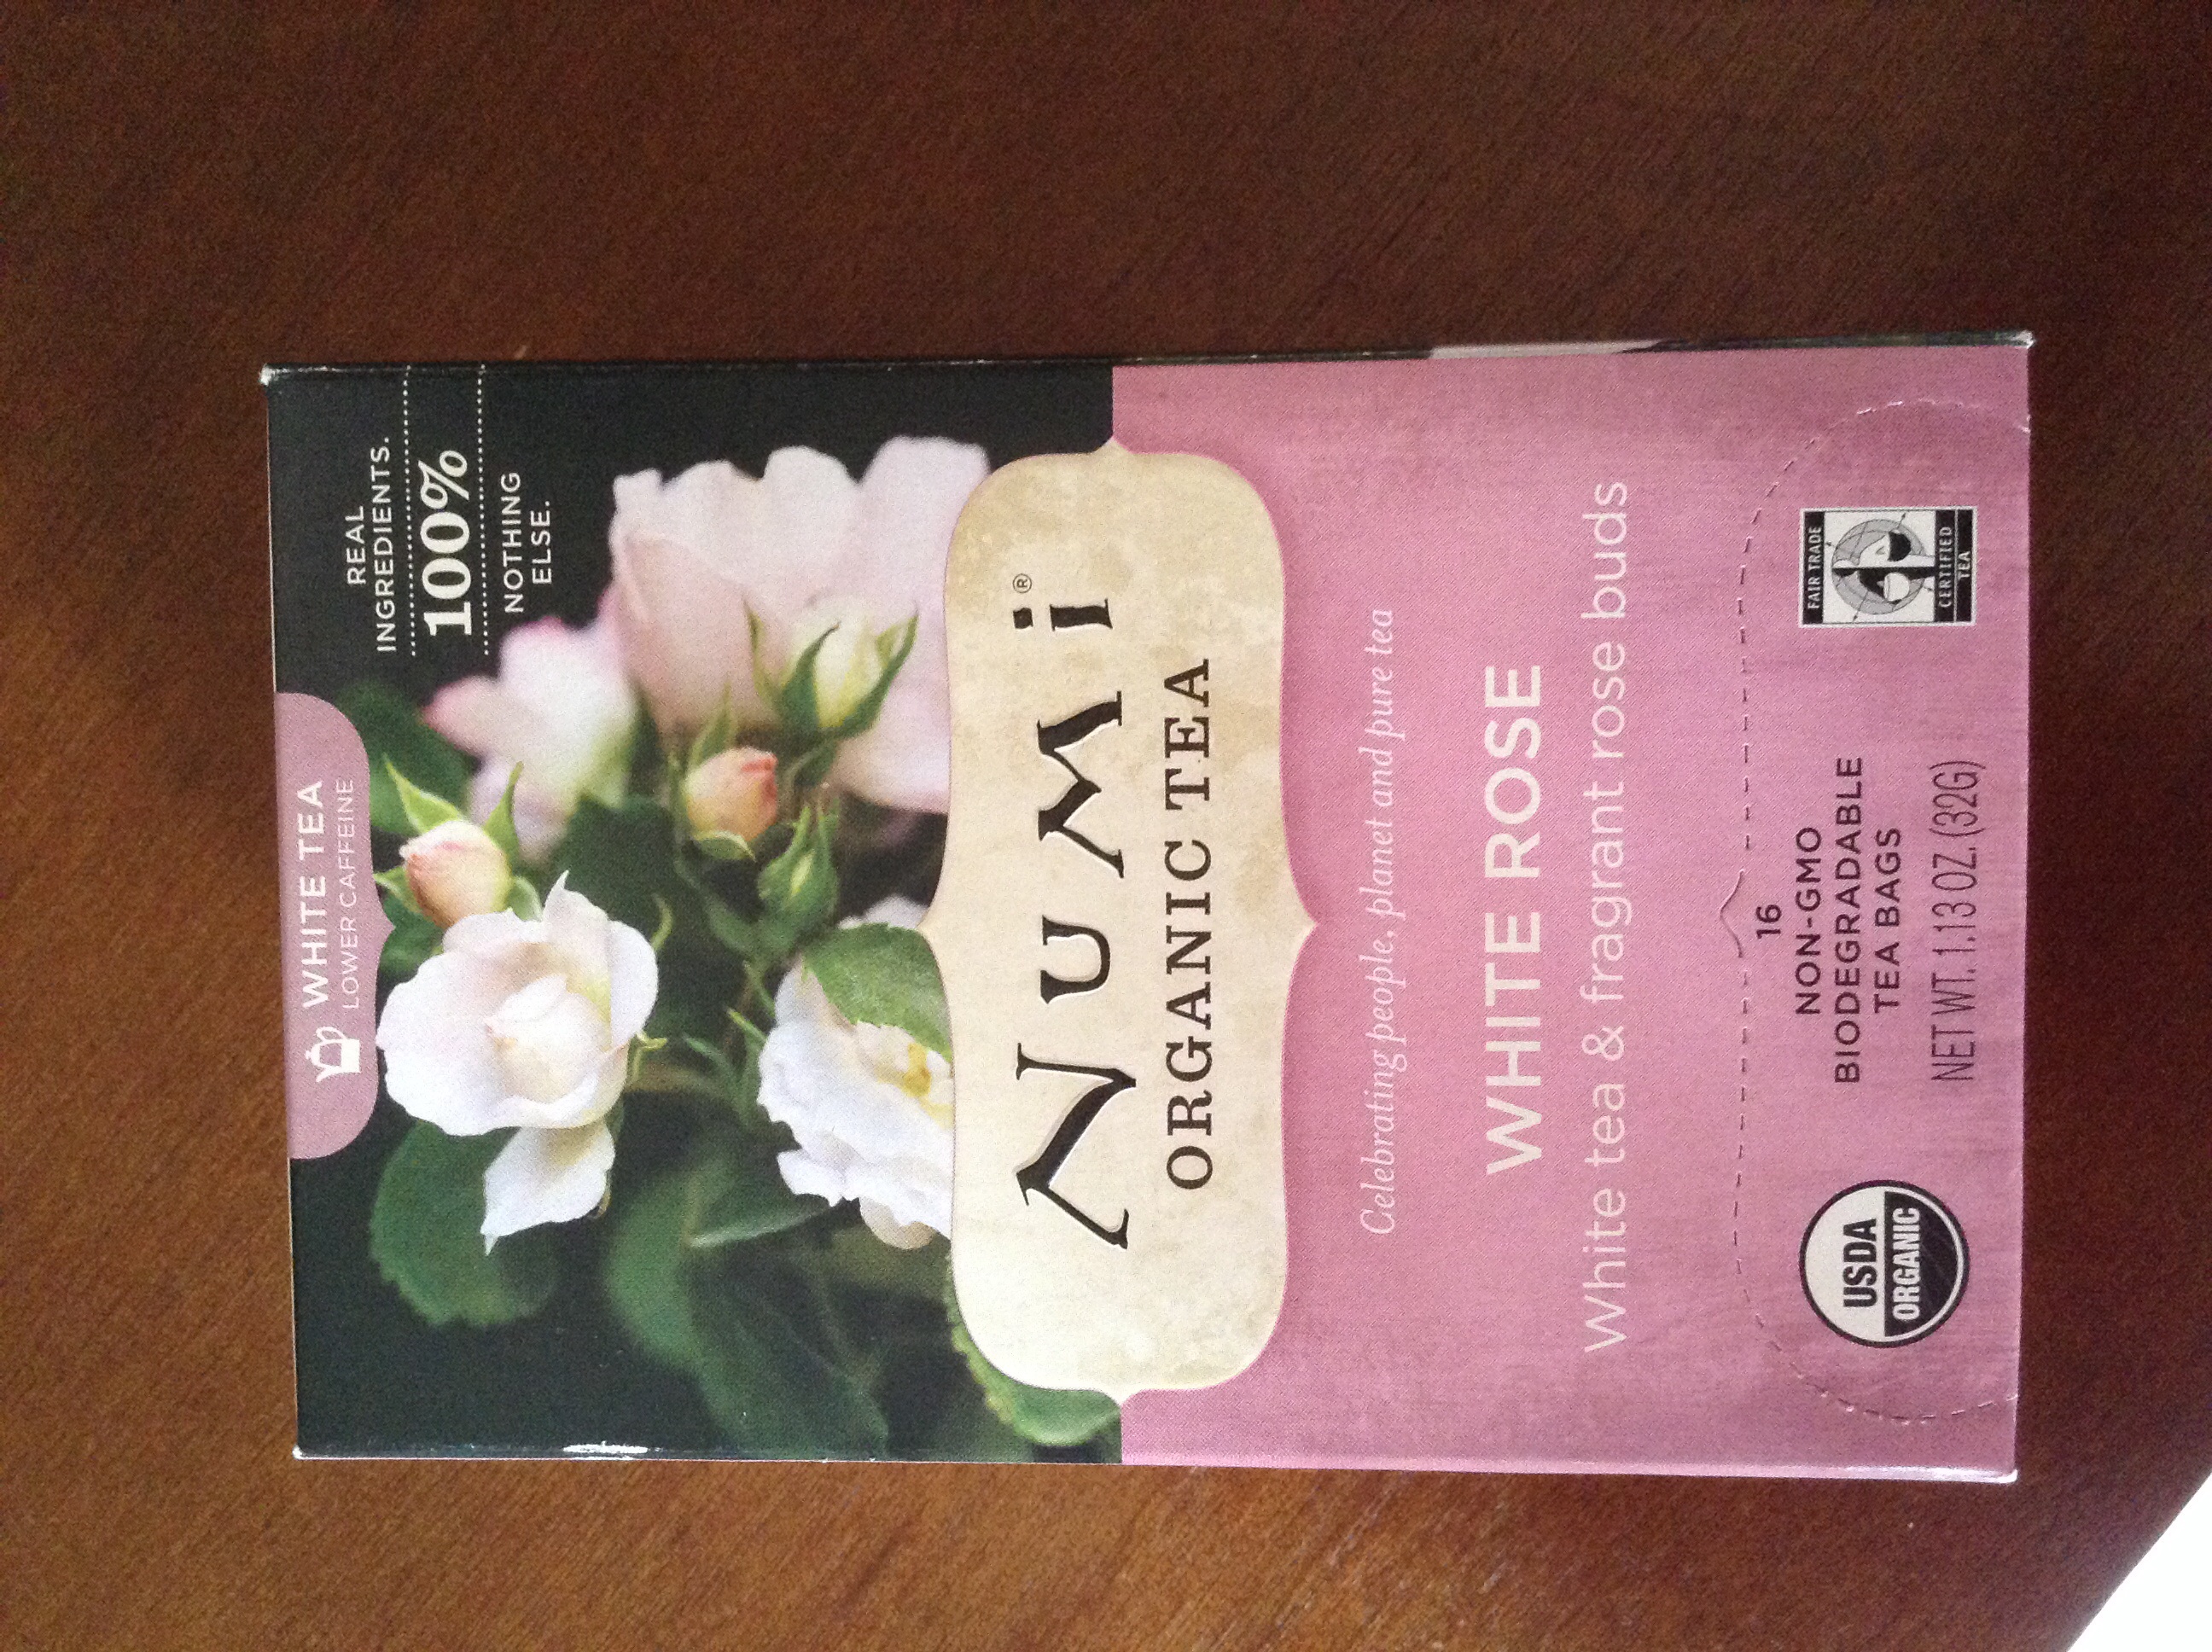 WHITE TEA
LOWER CAFFEINE
REAL
INGREDIENTS.
100%
NOTHING
ELSE.
NUMi®
ORGANIC TEA
Celebrating people, planet and pure tea
WHITE ROSE
White tea & fragrant rose buds
USDA
ORGANIC
16
NON-GMO
BIODEGRADABLE
TEA BAGS
NET WT. 1.13 OZ. (32G)
FAIR TRADE
CERTIFIED
TEA